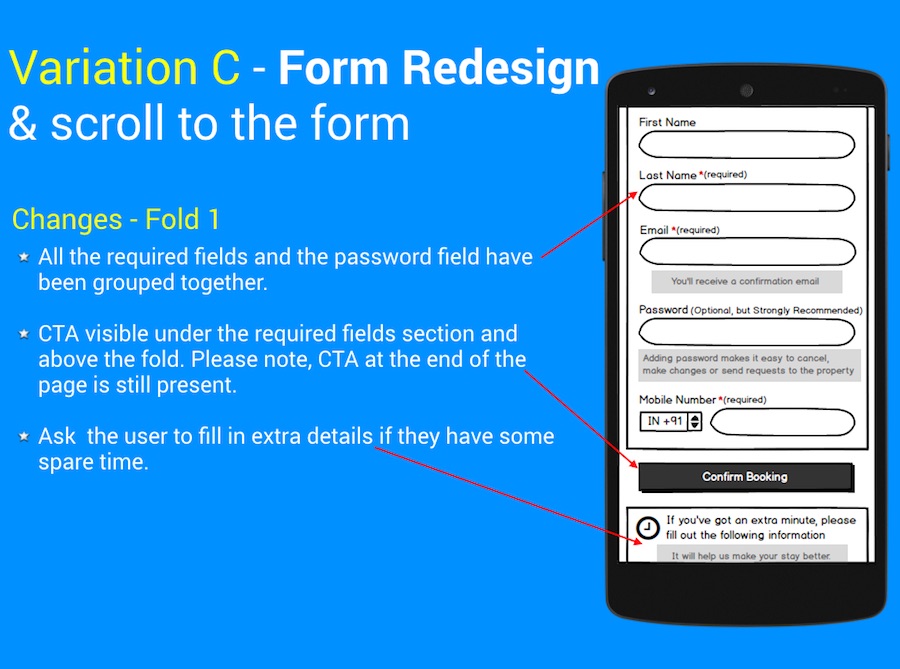 Variation C - Form Redesign
& scroll to the form
Changes - Fold 1
All the required fields and the password field have
been grouped together.
CTA visible under the required fields section and
above the fold. Please note, CTA at the end of the
page is still present.
Ask the user to fill in extra details if they have some
spare time.
First Name
Last Name *(required)
Email *(required)
You'll receive a confirmation email
Password (Optional, but Strongly Recommended)
Adding password makes it easy to cancel,
make changes or send requests to the property
Mobile Number *(required)
IN +91
Confirm Booking
If you've got an extra minute, please
fill out the following information
It will help us make your stay better.